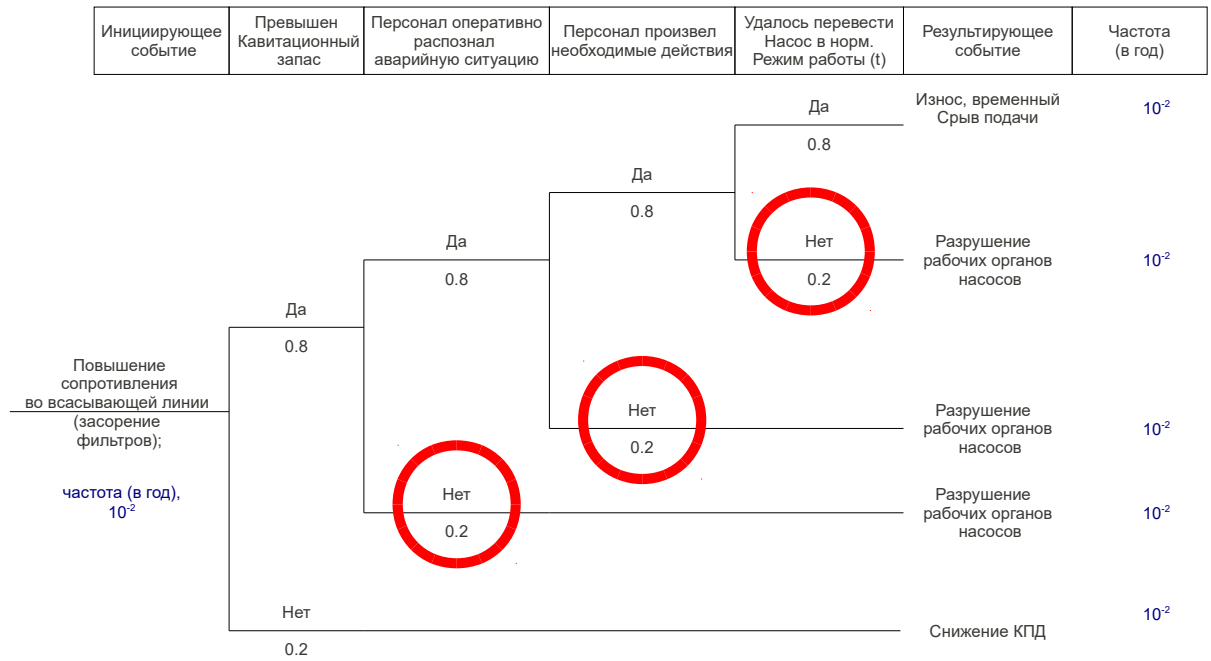 Инициирующее
событие
Превышен
Кавитационный
запас
Персонал оперативно
распознал
аварийную ситуацию
Персонал произвел
необходимые действия
Удалось перевести
Насос в норм.
Режим работы (t)
Результирующее
событие
Частота
(в год)
Да
0.8
Износ, временный
Срыв подачи
10⁻²
Да
0.8
Нет
0.2
Разрушение
рабочих органов
насосов
10⁻²
Да
0.8
Да
0.8
Повышение
сопротивления
во всасывающей линии
(засорение
фильтров);
частота (в год),
10⁻²
Нет
0.2
Разрушение
рабочих органов
насосов
10⁻²
Нет
0.2
Разрушение
рабочих органов
насосов
10⁻²
Нет
0.2
Снижение КПД
10⁻²